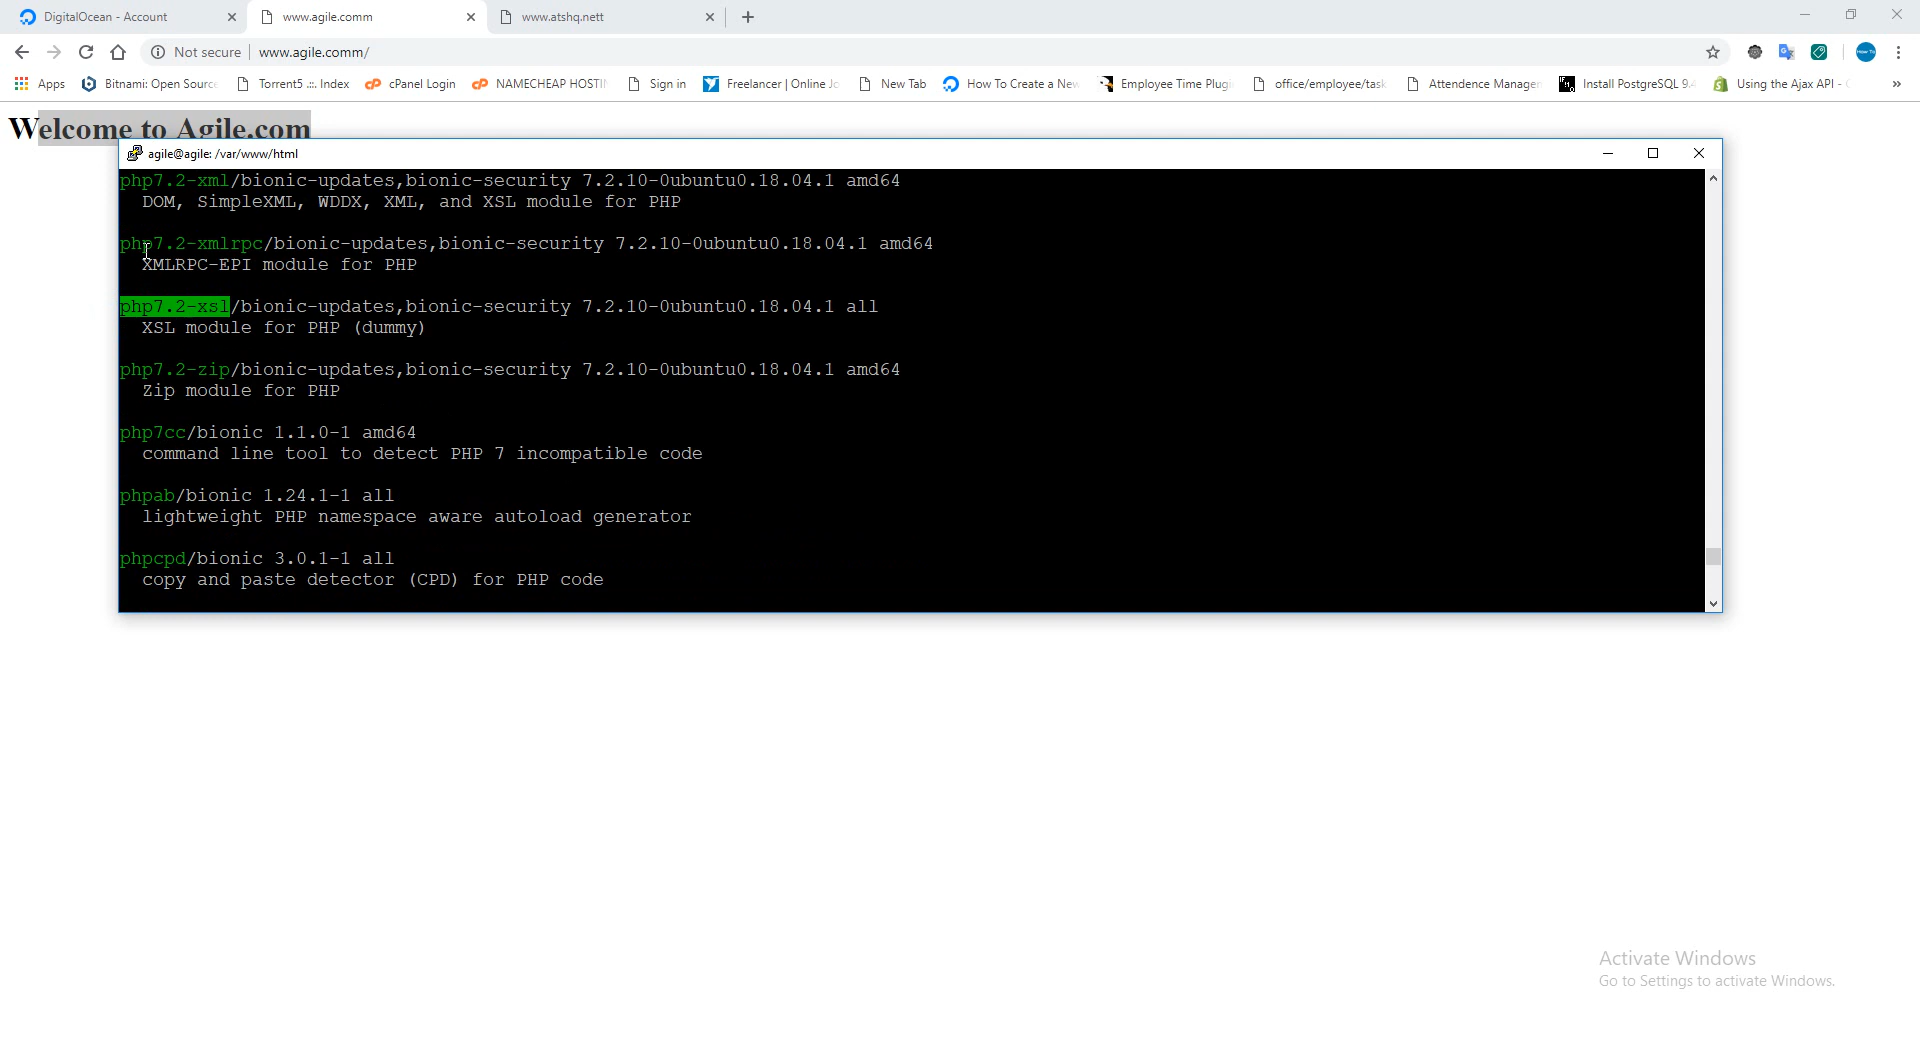 DigitalOcean - Account
www.agile.comm
www.atshq.nett
Not secure
www.agile.comm/
Apps
Bitnami: Open Source
Torrent5 .::. Index
cPanel Login
NAMECHEAP HOSTI
Sign in
Freelancer | Online Jo
New Tab
How To Create a New
Employee Time Plugi
office/employee/task
Attendence Manager
Install PostgreSQL 9.4
Using the Ajax API -
Welcome to Agile.com
agile@agile: /var/www/html
php7.2-xml/bionic-updates,bionic-security 7.2.10-0ubuntu0.18.04.1 amd64
DOM, SimpleXML, WDDX, XML, and XSL module for PHP
php7.2-xmlrpc/bionic-updates,bionic-security 7.2.10-0ubuntu0.18.04.1 amd64
XMLRPC-EPI module for PHP
php7.2-xsl/bionic-updates,bionic-security 7.2.10-0ubuntu0.18.04.1 all
XSL module for PHP (dummy)
php7.2-zip/bionic-updates,bionic-security 7.2.10-0ubuntu0.18.04.1 amd64
Zip module for PHP
php7cc/bionic 1.1.0-1 amd64
command line tool to detect PHP 7 incompatible code
phpab/bionic 1.24.1-1 all
lightweight PHP namespace aware autoload generator
phpcpd/bionic 3.0.1-1 all
copy and paste detector (CPD) for PHP code
Activate Windows
Go to Settings to activate Windows.